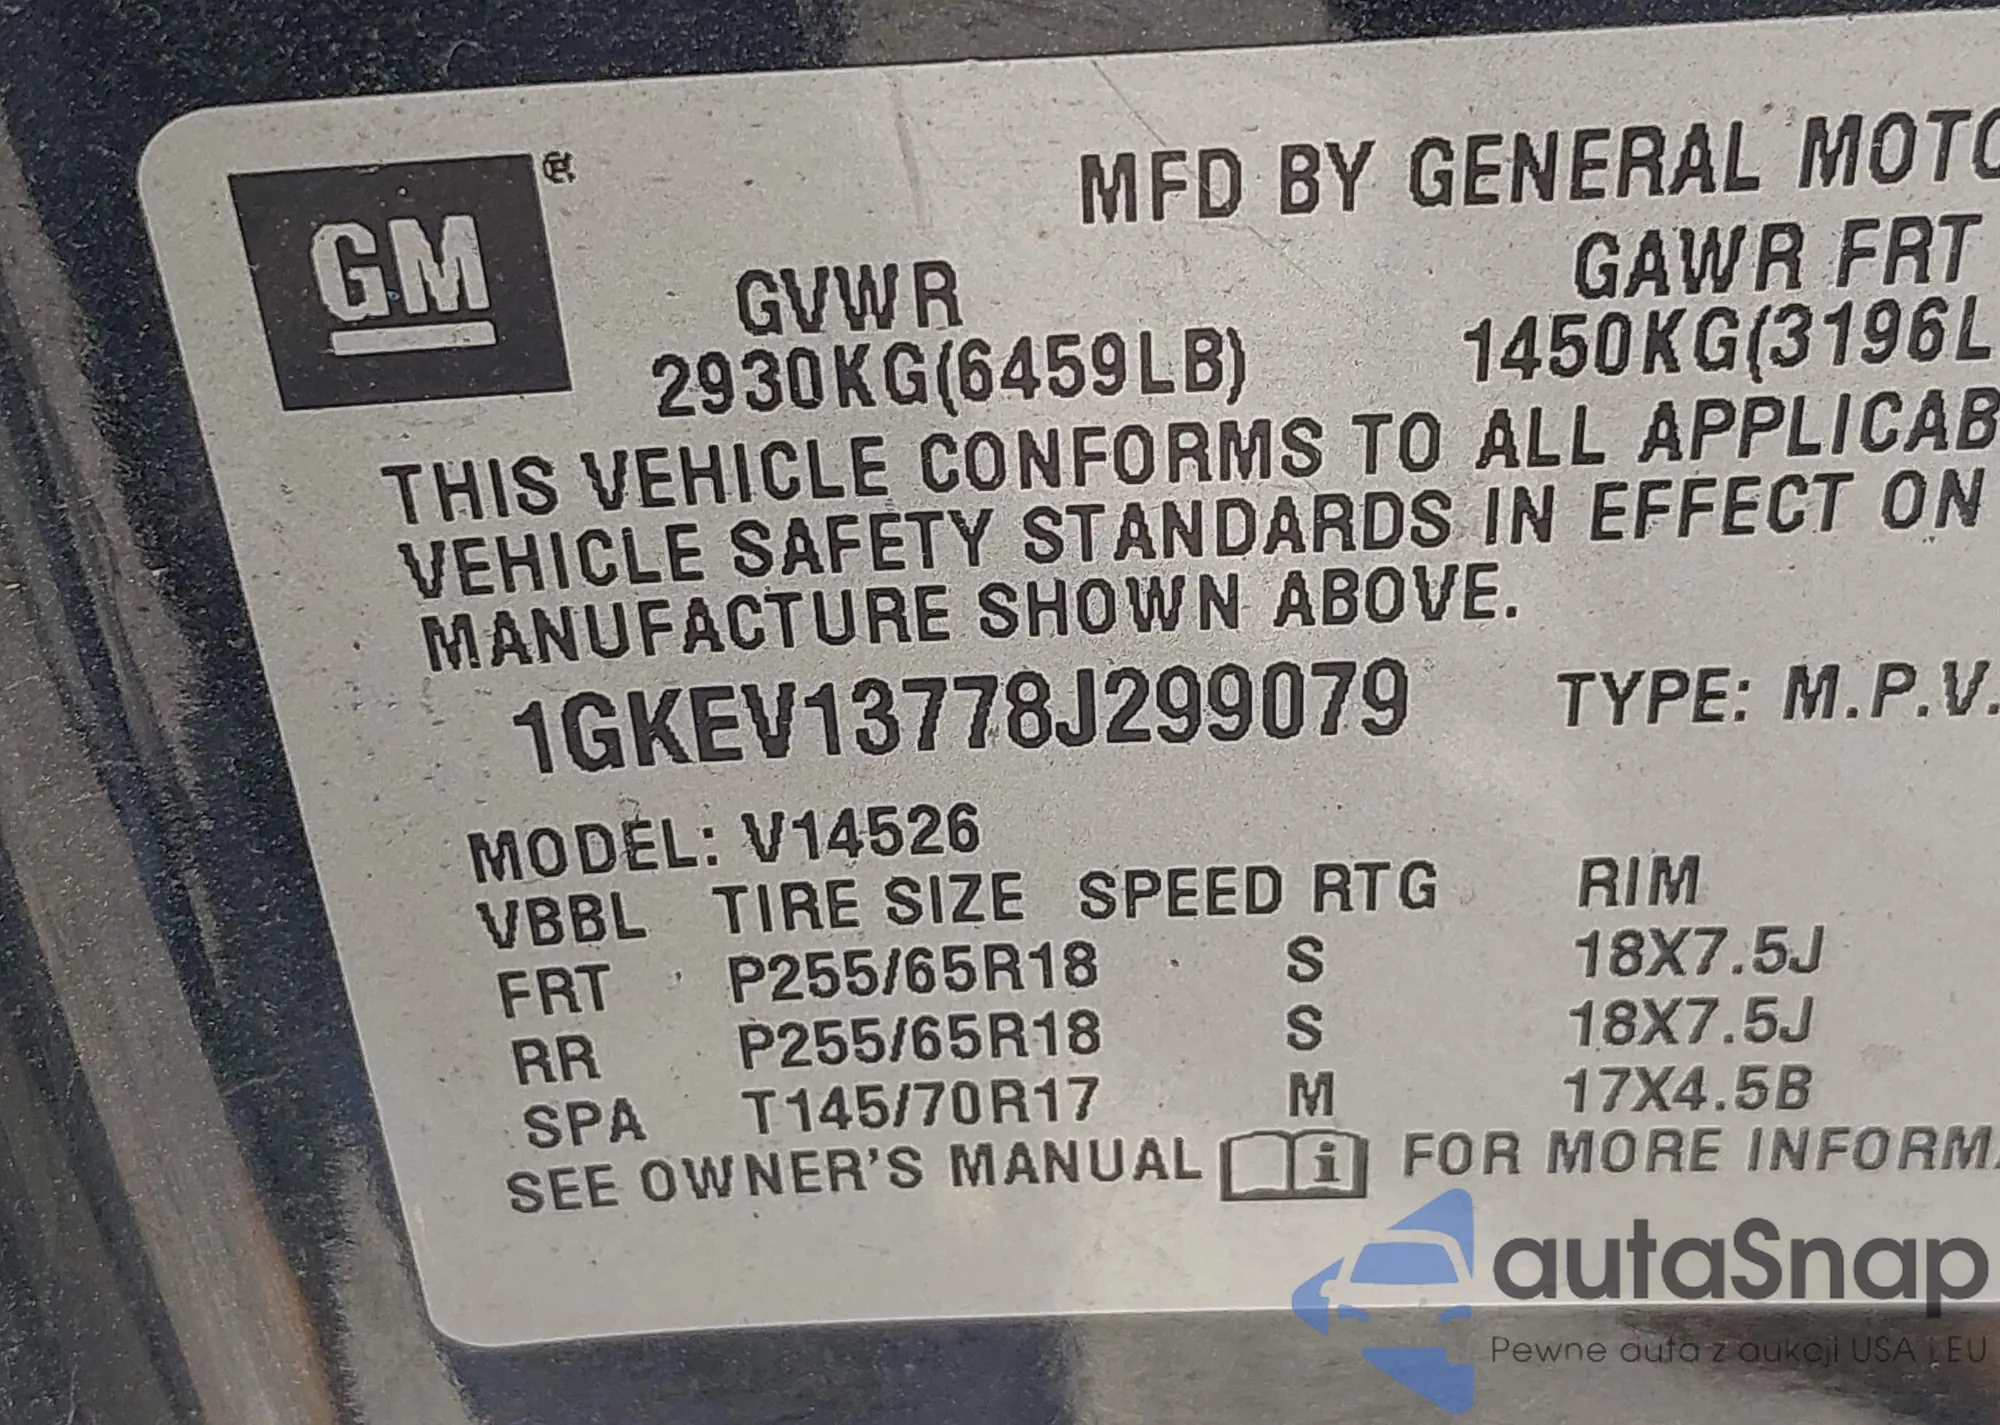 GM®
MFD BY GENERAL MOTO
GVWR GAWR FRT
2930KG(6459LB) 1450KG(3196L
THIS VEHICLE CONFORMS TO ALL APPLICAB
VEHICLE SAFETY STANDARDS IN EFFECT ON
MANUFACTURE SHOWN ABOVE.
1GKEV13778J299079 TYPE: M.P.V.
MODEL: V14526
VBBL TIRE SIZE SPEED RTG RIM
FRT P255/65R18 S 18X7.5J
RR P255/65R18 S 18X7.5J
SPA T145/70R17 M 17X4.5B
SEE OWNER'S MANUAL i FOR MORE INFORMA
autaSnap
Pewne auta z aukcji USA i EU